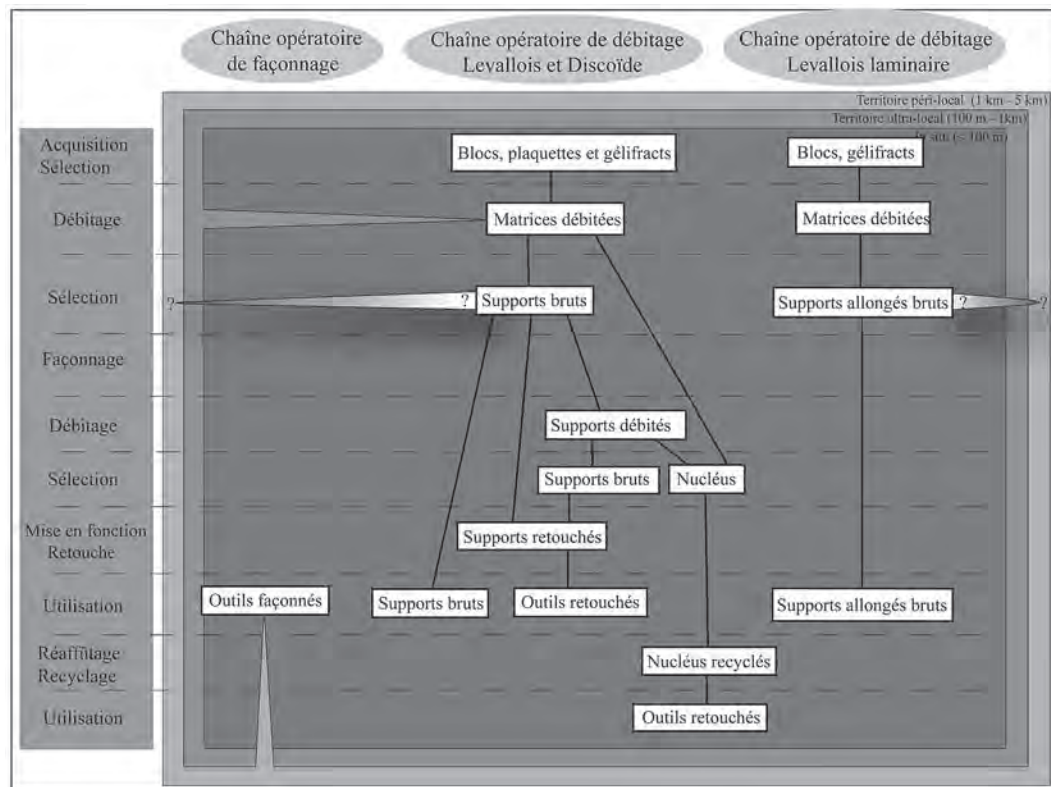 Chaîne opératoire
de façonnage
Chaîne opératoire de débitage
Levallois et Discoïde
Chaîne opératoire de débitage
Levallois laminaire
Territoire péri-local (1 km – 5 km)
Territoire ultra-local (100 m – 1km)
In situ (< 100 m)
Acquisition
Sélection
Blocs, plaquettes et gélifracts
Blocs, gélifracts
Débitage
Matrices débitées
Matrices débitées
Sélection
?
?
Supports bruts
Supports allongés bruts
?
?
Façonnage
Débitage
Supports débités
Sélection
Supports bruts
Nucléus
Mise en fonction
Retouche
Supports retouchés
Utilisation
Outils façonnés
Supports bruts
Outils retouchés
Supports allongés bruts
Réaffûtage
Recyclage
Nucléus recyclés
Utilisation
Outils retouchés